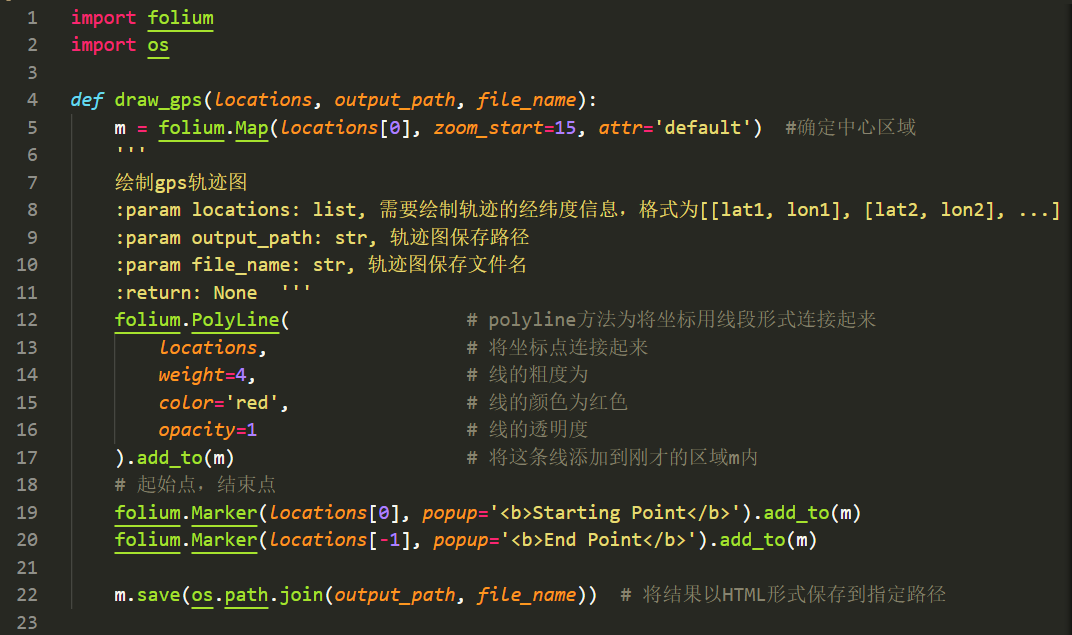 1 import folium
2 import os
3
4 def draw_gps(locations, output_path, file_name):
5     m = folium.Map(locations[0], zoom_start=15, attr='default')  #确定中心区域
6     '''
7     绘制gps轨迹图
8     :param locations: list, 需要绘制轨迹的经纬度信息，格式为[[lat1, lon1], [lat2, lon2], ...]
9     :param output_path: str, 轨迹图保存路径
10     :param file_name: str, 轨迹图保存文件名
11     :return: None  '''
12     folium.PolyLine(                # polyline方法为将坐标用线段形式连接起来
13         locations,                  # 将坐标点连接起来
14         weight=4,                   # 线的粗度为
15         color='red',                # 线的颜色为红色
16         opacity=1                   # 线的透明度
17     ).add_to(m)                     # 将这条线添加到刚才的区域m内
18     # 起始点，结束点
19     folium.Marker(locations[0], popup='<b>Starting Point</b>').add_to(m)
20     folium.Marker(locations[-1], popup='<b>End Point</b>').add_to(m)
21
22     m.save(os.path.join(output_path, file_name))  # 将结果以HTML形式保存到指定路径
23